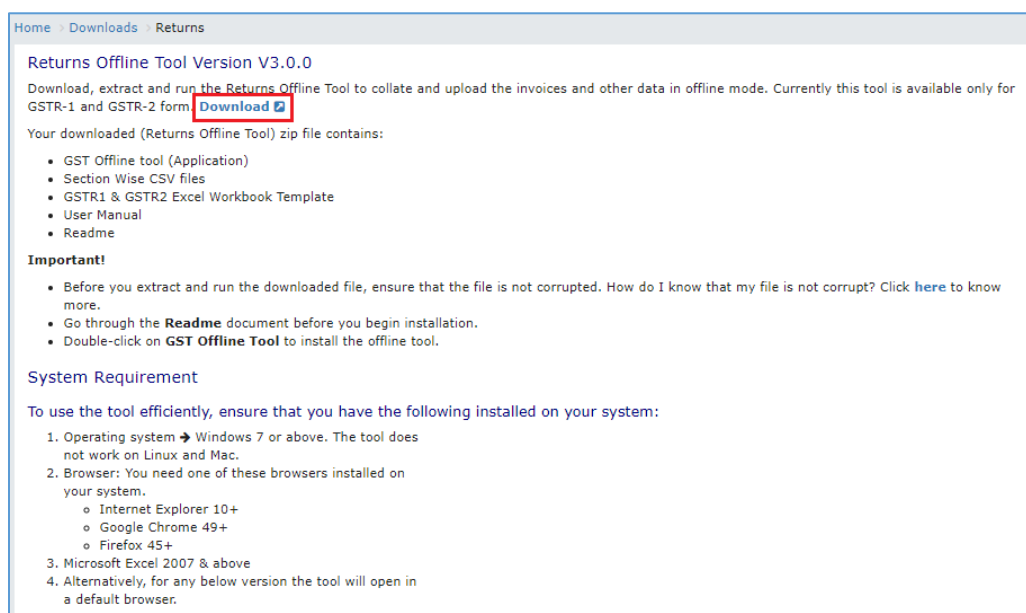 Home > Downloads > Returns
Returns Offline Tool Version V3.0.0
Download, extract and run the Returns Offline Tool to collate and upload the invoices and other data in offline mode. Currently this tool is available only for
GSTR-1 and GSTR-2 form. Download
Your downloaded (Returns Offline Tool) zip file contains:
• GST Offline tool (Application)
• Section Wise CSV files
• GSTR1 & GSTR2 Excel Workbook Template
• User Manual
• Readme
Important!
• Before you extract and run the downloaded file, ensure that the file is not corrupted. How do I know that my file is not corrupt? Click here to know
more.
• Go through the Readme document before you begin installation.
• Double-click on GST Offline Tool to install the offline tool.
System Requirement
To use the tool efficiently, ensure that you have the following installed on your system:
1. Operating system → Windows 7 or above. The tool does
not work on Linux and Mac.
2. Browser: You need one of these browsers installed on
your system.
○ Internet Explorer 10+
○ Google Chrome 49+
○ Firefox 45+
3. Microsoft Excel 2007 & above
4. Alternatively, for any below version the tool will open in
a default browser.